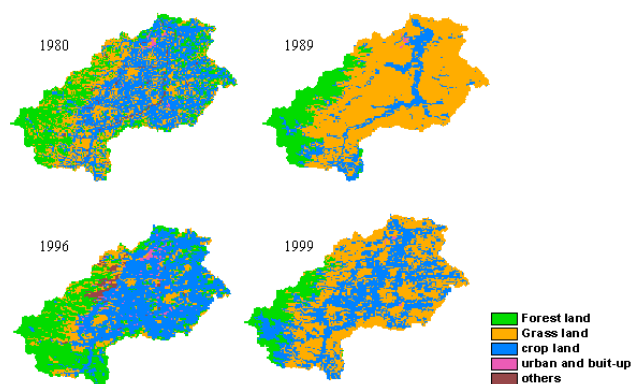 1980
1989
1996
1999
Forest land
Grass land
crop land
urban and buit-up
others